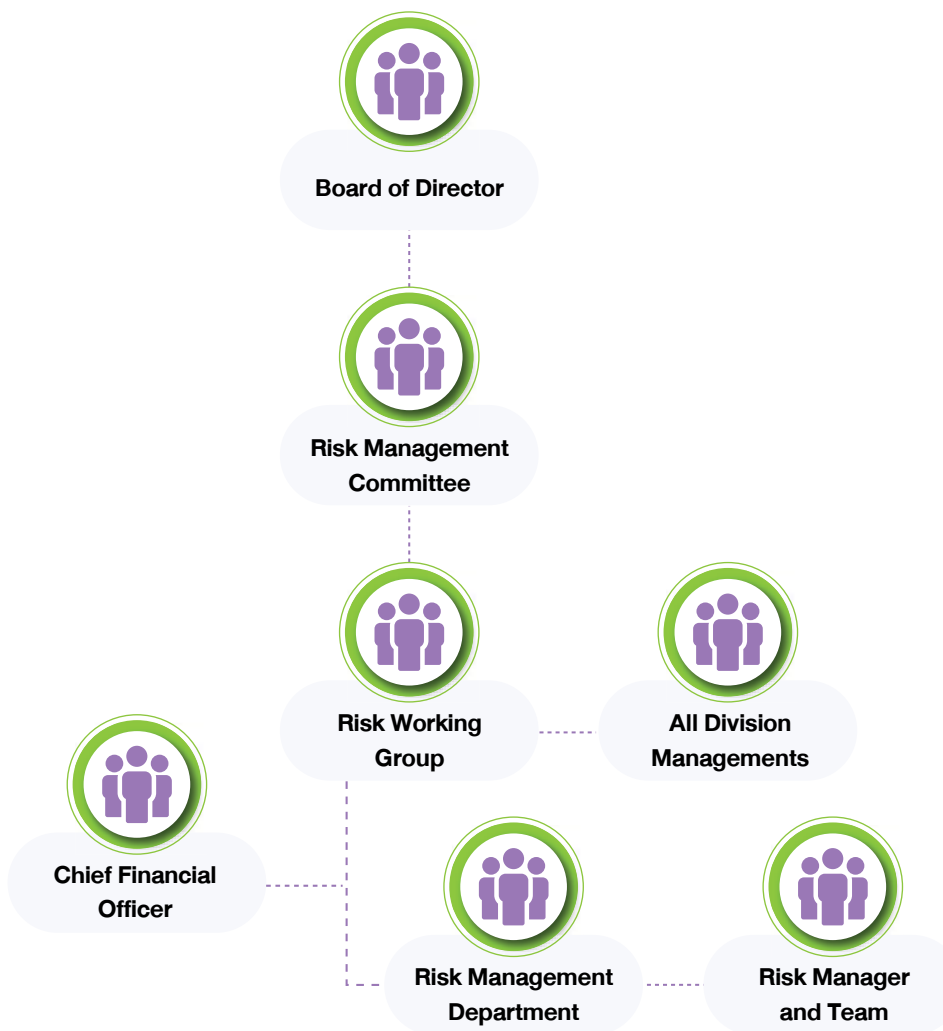 Board of Director
Risk Management
Committee
Risk Working
Group
All Division
Managements
Chief Financial
Officer
Risk Management
Department
Risk Manager
and Team